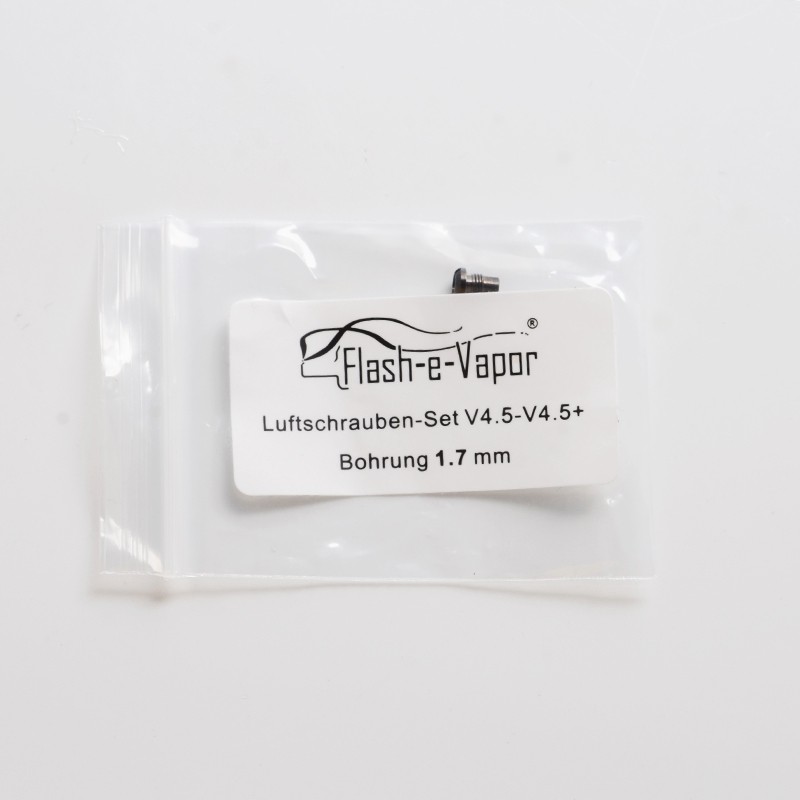 Flash-e-Vapor ®
Luftschrauben-Set V4.5-V4.5+
Bohrung 1.7 mm